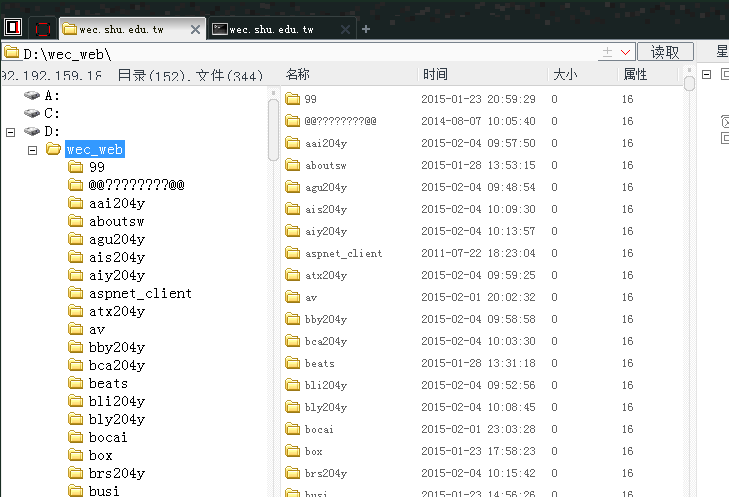 wec.shu.edu.tw
wec.shu.edu.tw
+
D:\wec_web\
读取
星
92.192.159.18 目录(152),文件(344)
名称 时间 大小 属性
A:
C:
D:
wec_web
99
@@????????@@
aai204y
aboutsw
agu204y
ais204y
aiy204y
aspnet_client
atx204y
av
bby204y
bca204y
beats
bli204y
bly204y
bocai
box
brs204y
busi
99 2015-01-23 20:59:29 0 16
@@????????@@ 2014-08-07 10:05:40 0 16
aai204y 2015-02-04 09:57:50 0 16
aboutsw 2015-01-28 13:53:15 0 16
agu204y 2015-02-04 09:48:54 0 16
ais204y 2015-02-04 10:09:30 0 16
aiy204y 2015-02-04 10:13:57 0 16
aspnet_client 2011-07-22 18:23:04 0 16
atx204y 2015-02-04 09:59:25 0 16
av 2015-02-01 20:02:32 0 16
bby204y 2015-02-04 09:58:58 0 16
bca204y 2015-02-04 10:03:30 0 16
beats 2015-01-28 13:31:18 0 16
bli204y 2015-02-04 09:52:56 0 16
bly204y 2015-02-04 10:08:45 0 16
bocai 2015-02-01 23:03:28 0 16
box 2015-01-23 17:58:23 0 16
brs204y 2015-02-04 10:15:42 0 16
busi 2015-01-23 14:56:26 0 16